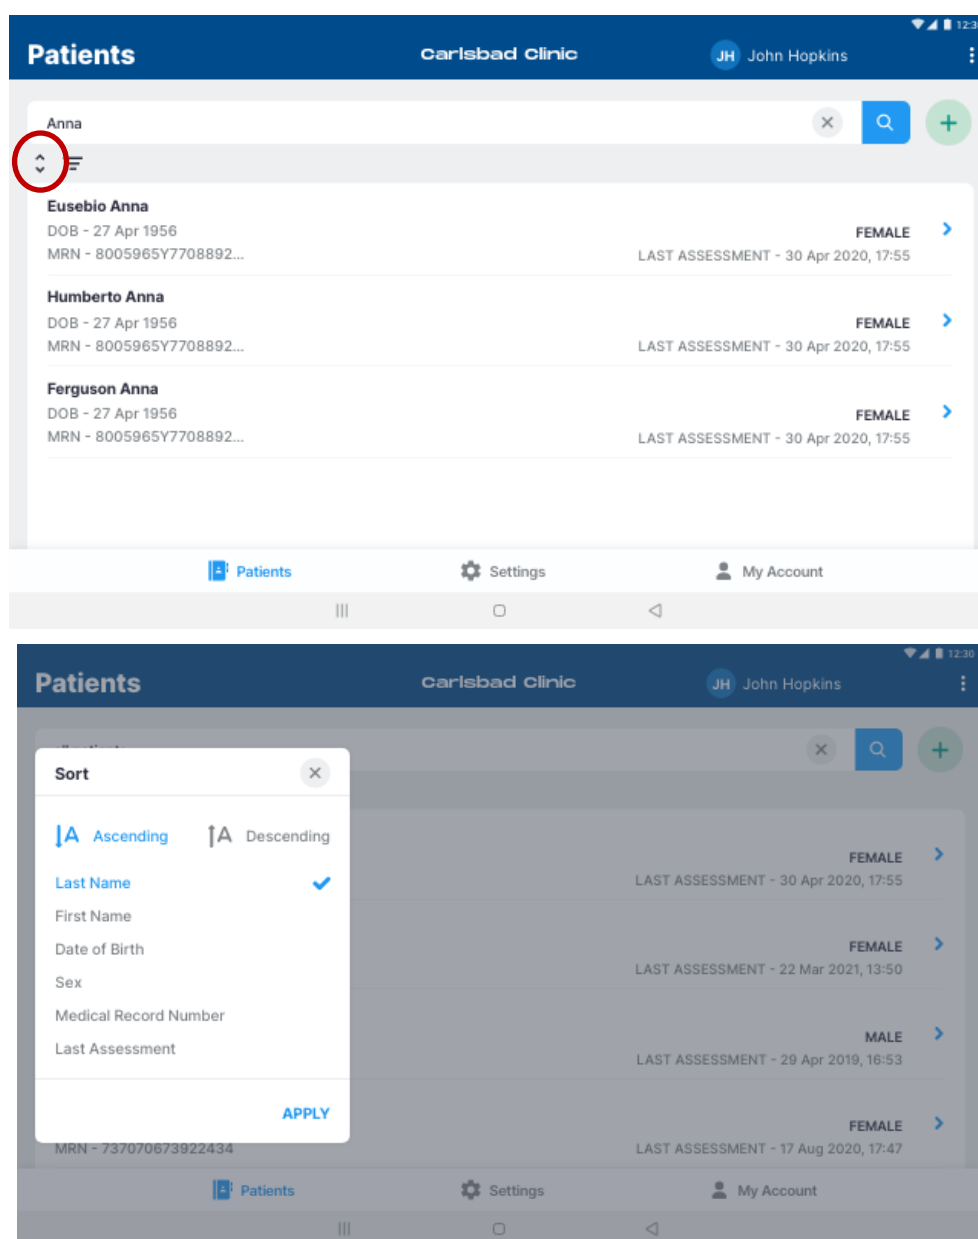 12:3
Patients Carlsbad Clinic JH John Hopkins
Anna
Eusebio Anna
DOB - 27 Apr 1956
FEMALE
MRN - 8005965Y7708892... LAST ASSESSMENT - 30 Apr 2020, 17:55
Humberto Anna
DOB - 27 Apr 1956
FEMALE
MRN - 8005965Y7708892... LAST ASSESSMENT - 30 Apr 2020, 17:55
Ferguson Anna
DOB - 27 Apr 1956
FEMALE
MRN - 8005965Y7708892... LAST ASSESSMENT - 30 Apr 2020, 17:55
Patients Settings My Account
12:30
Patients Carlsbad Clinic JH John Hopkins
Sort
A Ascending A Descending
Last Name
First Name
Date of Birth
Sex
Medical Record Number
Last Assessment
APPLY
FEMALE
LAST ASSESSMENT - 30 Apr 2020, 17:55
FEMALE
LAST ASSESSMENT - 22 Mar 2021, 13:50
MALE
LAST ASSESSMENT - 29 Apr 2019, 16:53
FEMALE
MRN - 737070673922434 LAST ASSESSMENT - 17 Aug 2020, 17:47
Patients Settings My Account